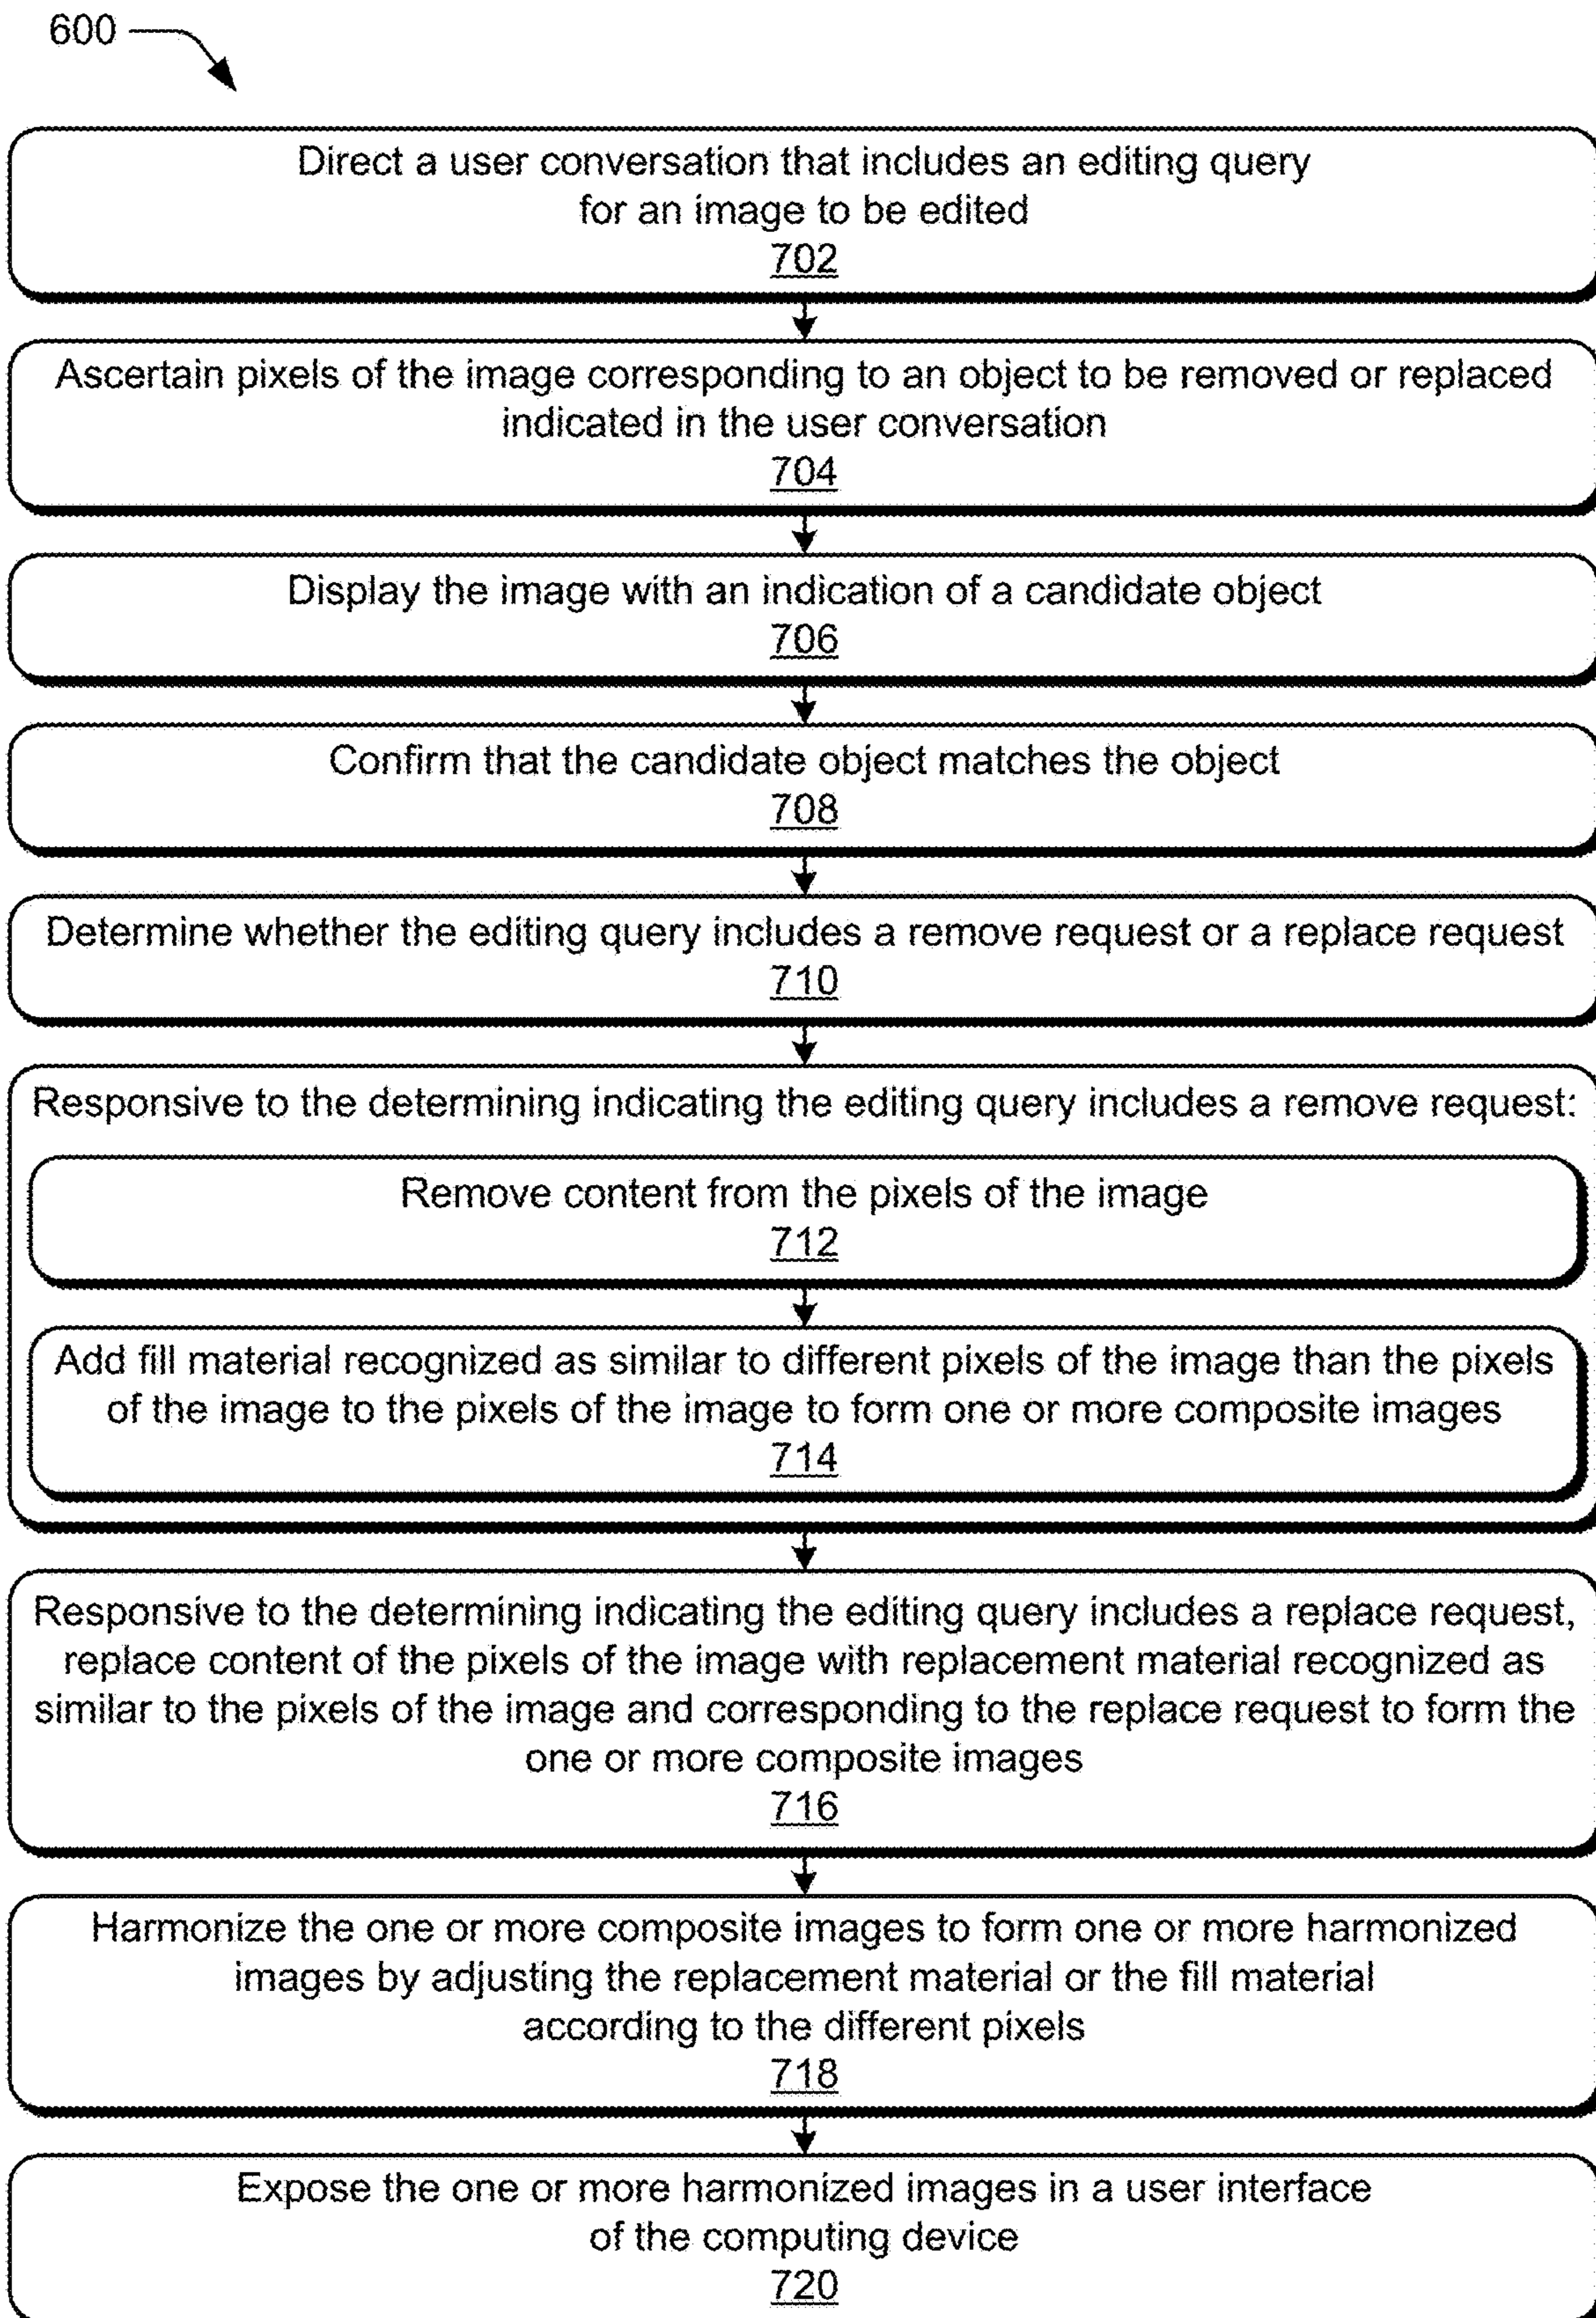 600
Direct a user conversation that includes an editing query
for an image to be edited
702
Ascertain pixels of the image corresponding to an object to be removed or replaced
indicated in the user conversation
704
Display the image with an indication of a candidate object
706
Confirm that the candidate object matches the object
708
Determine whether the editing query includes a remove request or a replace request
710
Responsive to the determining indicating the editing query includes a remove request:
Remove content from the pixels of the image
712
Add fill material recognized as similar to different pixels of the image than the pixels
of the image to the pixels of the image to form one or more composite images
714
Responsive to the determining indicating the editing query includes a replace request,
replace content of the pixels of the image with replacement material recognized as
similar to the pixels of the image and corresponding to the replace request to form the
one or more composite images
716
Harmonize the one or more composite images to form one or more harmonized
images by adjusting the replacement material or the fill material
according to the different pixels
718
Expose the one or more harmonized images in a user interface
of the computing device
720